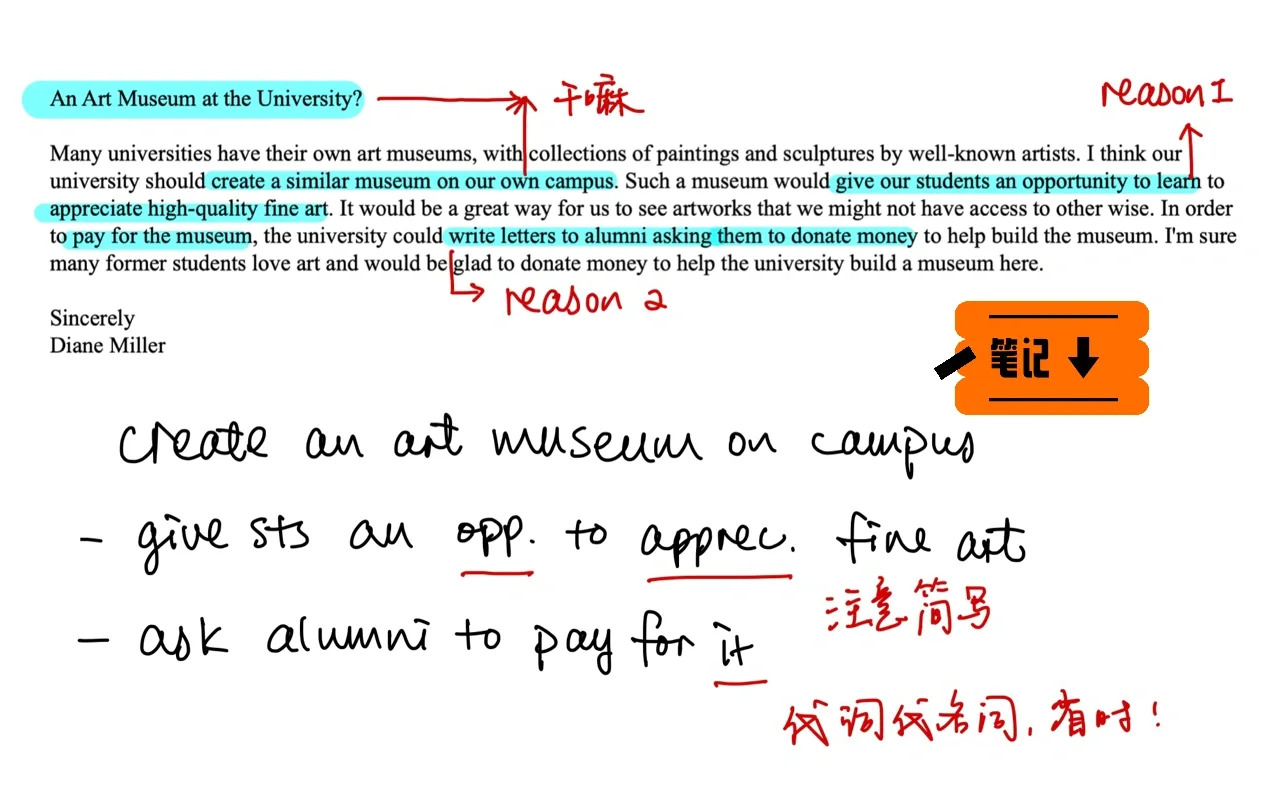 An Art Museum at the University?
干嘛
reason 1
Many universities have their own art museums, with collections of paintings and sculptures by well-known artists. I think our
university should create a similar museum on our own campus. Such a museum would give our students an opportunity to learn to
appreciate high-quality fine art. It would be a great way for us to see artworks that we might not have access to other wise. In order
to pay for the museum, the university could write letters to alumni asking them to donate money to help build the museum. I'm sure
many former students love art and would be glad to donate money to help the university build a museum here.
reason 2
Sincerely
Diane Miller
笔记
create an art museum on campus
- give sts an opp. to apprec. fine art
注意简写
- ask alumni to pay for it
代词代名词，省时！